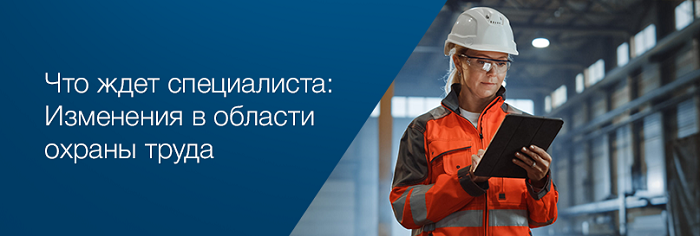 Что ждет специалиста:
Изменения в области
охраны труда